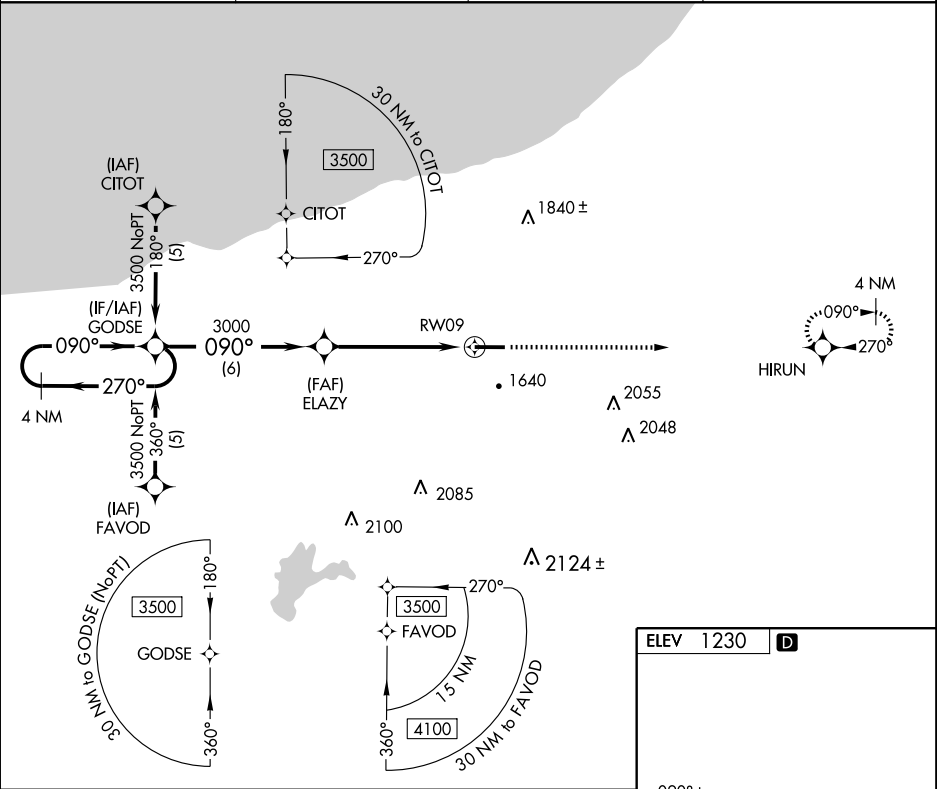 30 NM to CITOT
180°
3500
CITOT
270°
(IAF)
CITOT
3500 NoPT
180°
(5)
1840 ±
4 NM
090°
270°
HIRUN
(IF/IAF)
GODSE
090°
3000
090°
(6)
RW09
270°
4 NM
(FAF)
ELAZY
1640
2055
2048
3500 NoPT
360°
(5)
(IAF)
FAVOD
2085
2100
2124 ±
30 NM to GODSE (NoPT)
180°
3500
GODSE
360°
270°
3500
FAVOD
15 NM
360°
4100
30 NM to FAVOD
ELEV 1230 D